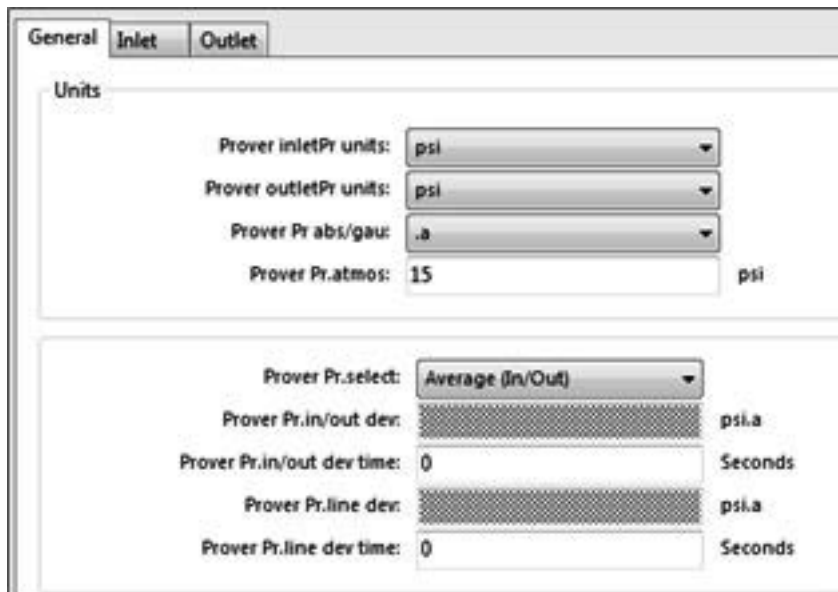 General Inlet Outlet
Units
Prover inletPr units: psi
Prover outletPr units: psi
Prover Pr abs/gau: .a
Prover Pr.atmos: 15 psi
Prover Pr.select: Average (In/Out)
Prover Pr.in/out dev: psi.a
Prover Pr.in/out dev time: 0 Seconds
Prover Pr.line dev: psi.a
Prover Pr.line dev time: 0 Seconds